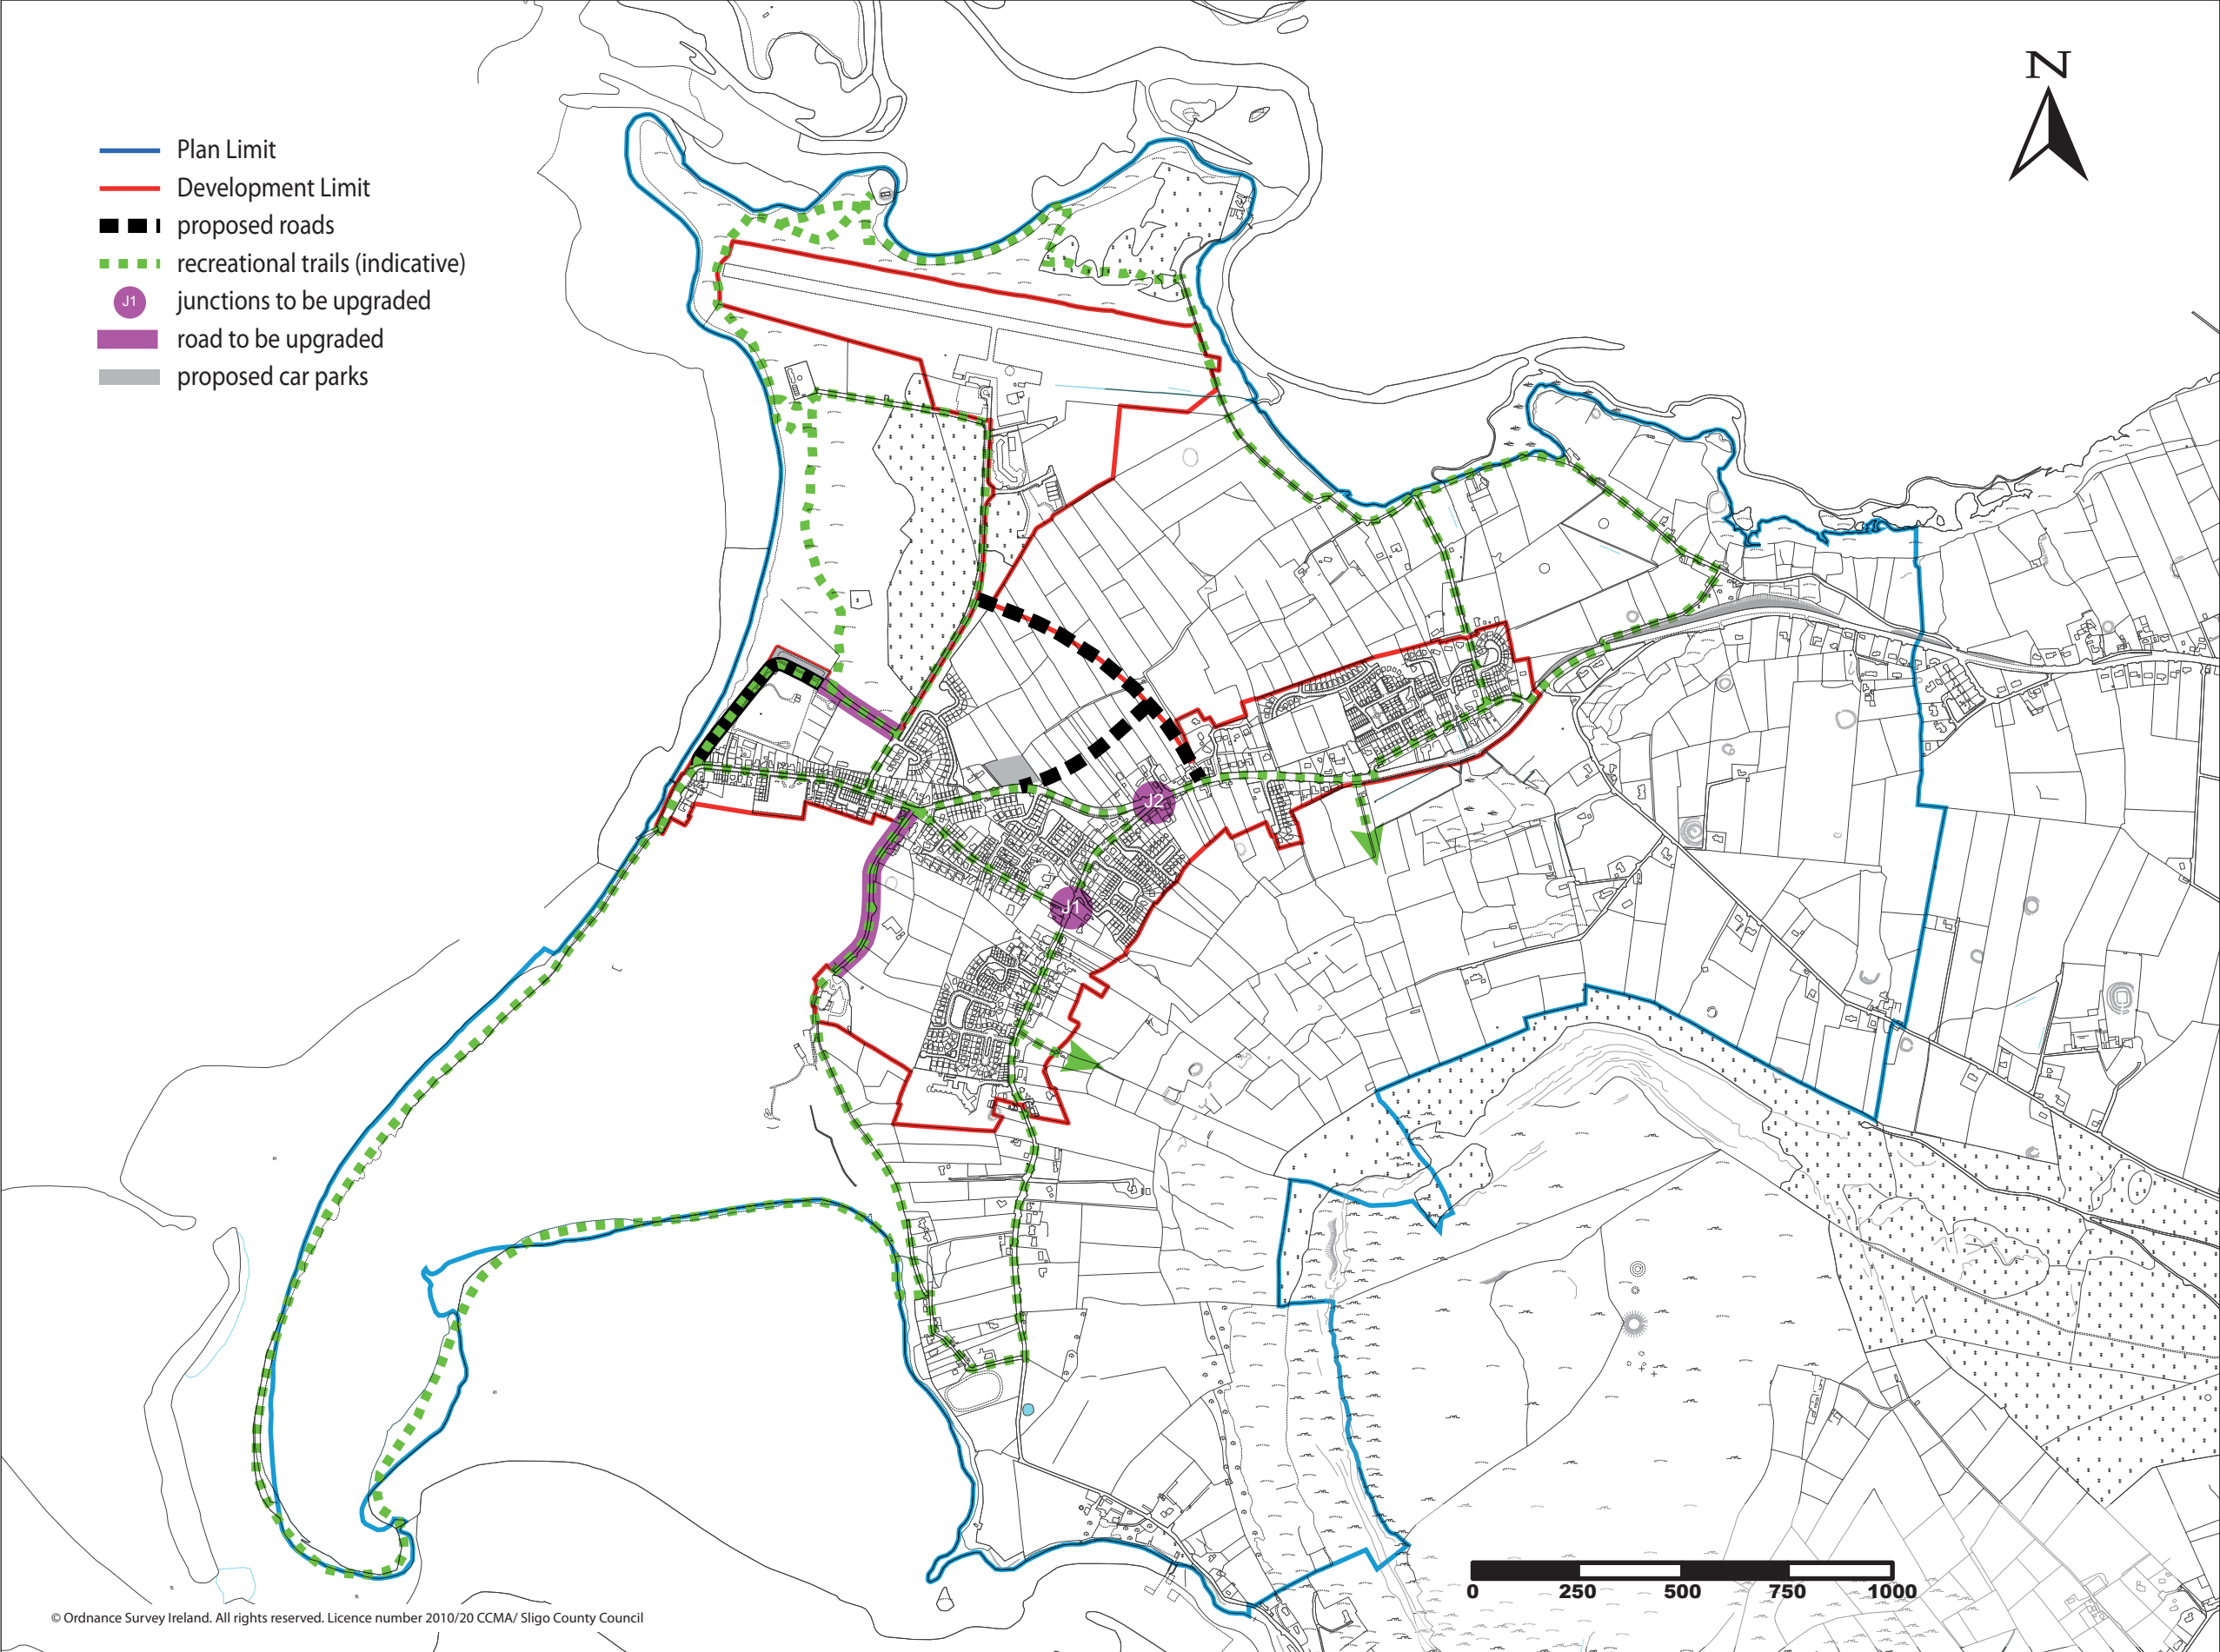 N
Plan Limit
Development Limit
proposed roads
recreational trails (indicative)
J1 junctions to be upgraded
road to be upgraded
proposed car parks
J2
J1
0 250 500 750 1000
© Ordnance Survey Ireland. All rights reserved. Licence number 2010/20 CCMA/ Sligo County Council